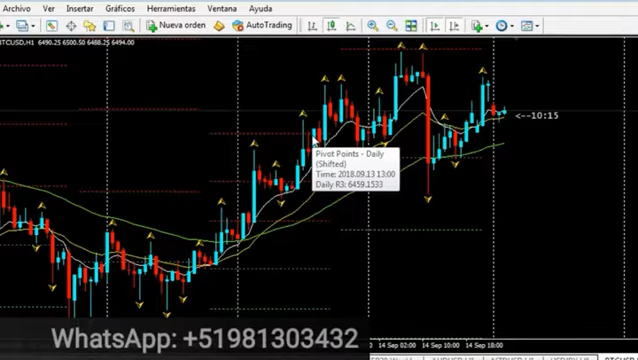 Archivo Ver Insertar Gráficos Herramientas Ventana Ayuda
Nueva orden AutoTrading
BTCUSD,H1 6490.25 6500.50 6488.25 6494.00
<--10:15
Pivot Points - Daily
(Shifted)
Time: 2018.09.13 13:00
Daily R3: 6459.1533
WhatsApp: +51981303432
14 Sep 02:00 14 Sep 10:00 14 Sep 18:00